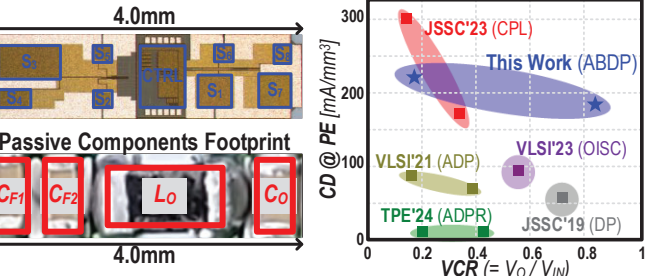 4.0mm
S5
S6
S8
S4
S2
CTRL
S1
S7
Passive Components Footprint
CF1
CF2
LO
CO
4.0mm
CD @ PE [mA/mm³]
300
200
100
0
JSSC'23 (CPL)
This Work (ABDP)
VLSI'21 (ADP)
VLSI'23 (OISC)
TPE'24 (ADPR)
JSSC'19 (DP)
0.2
0.4
0.6
0.8
1
VCR (= VO / VIN)